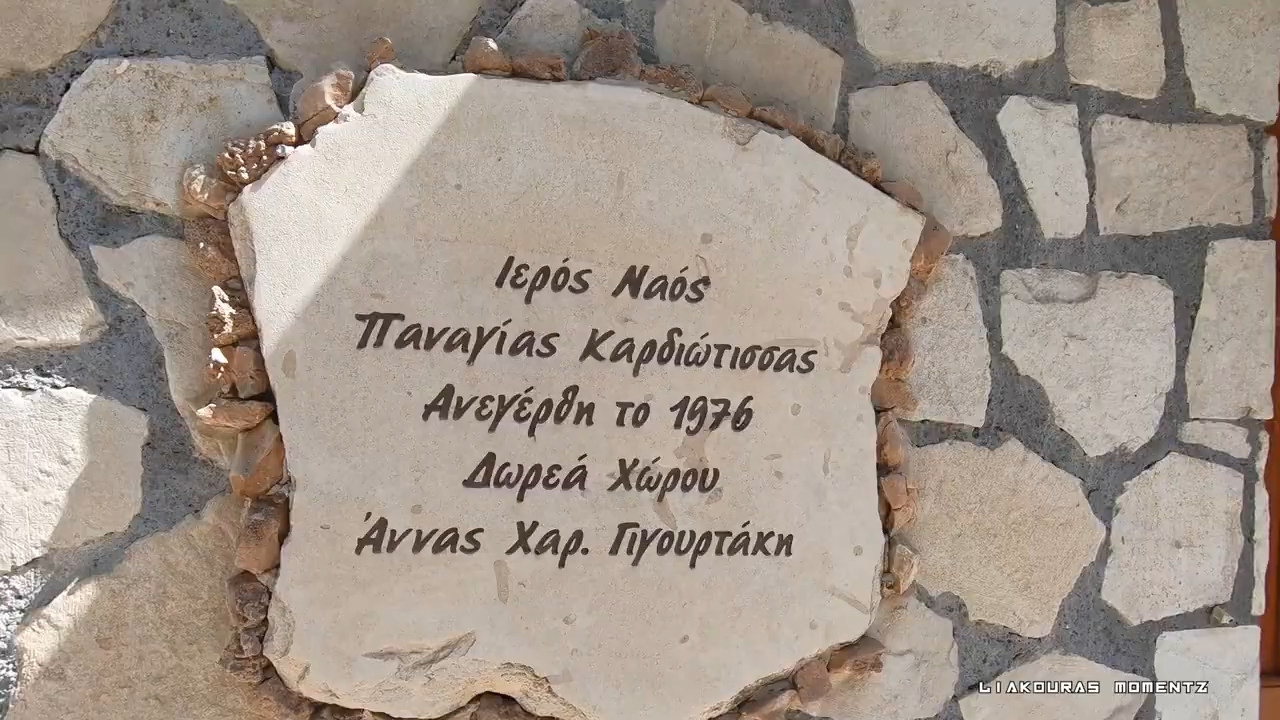 Ιερός Ναός
Παναγίας Καρδιώτισσας
Ανεγέρθη το 1976
Δωρεά Χώρου
Άννας Χαρ. Γιγουρτάκη
LIAKOURAS MOMENTZ